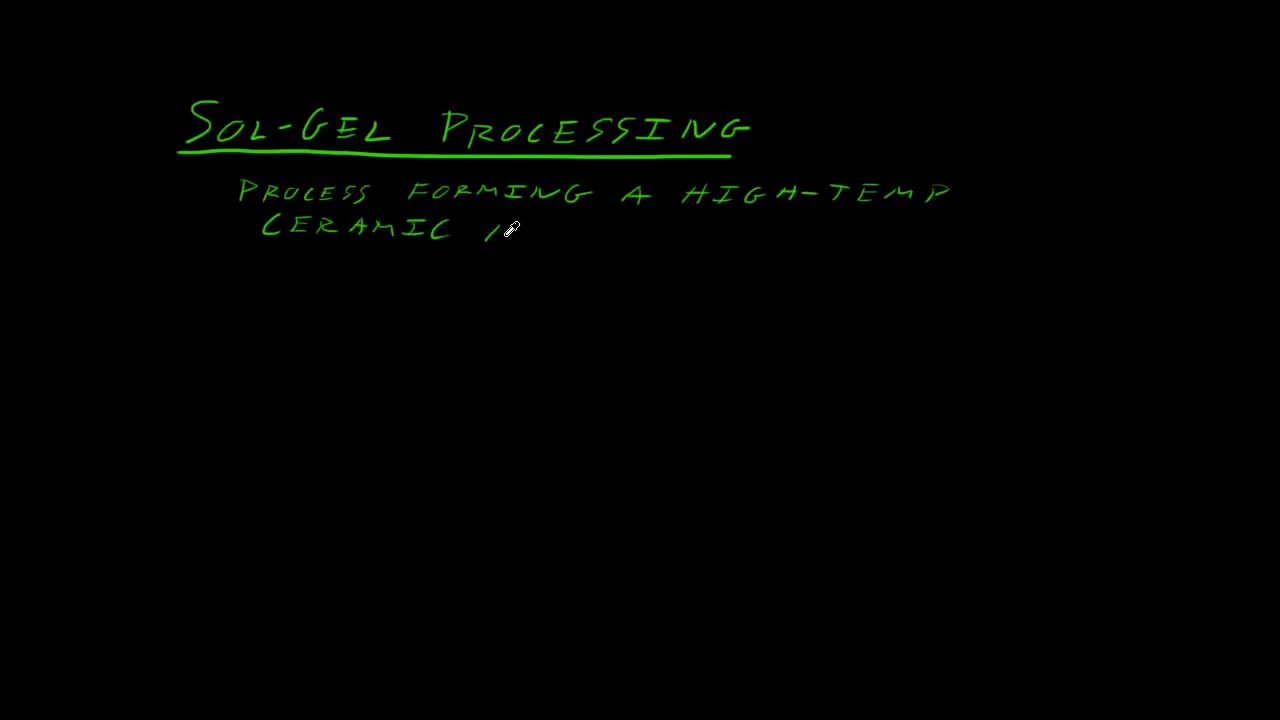 SOL-GEL PROCESSING
PROCESS FORMING A HIGH-TEMP
CERAMIC